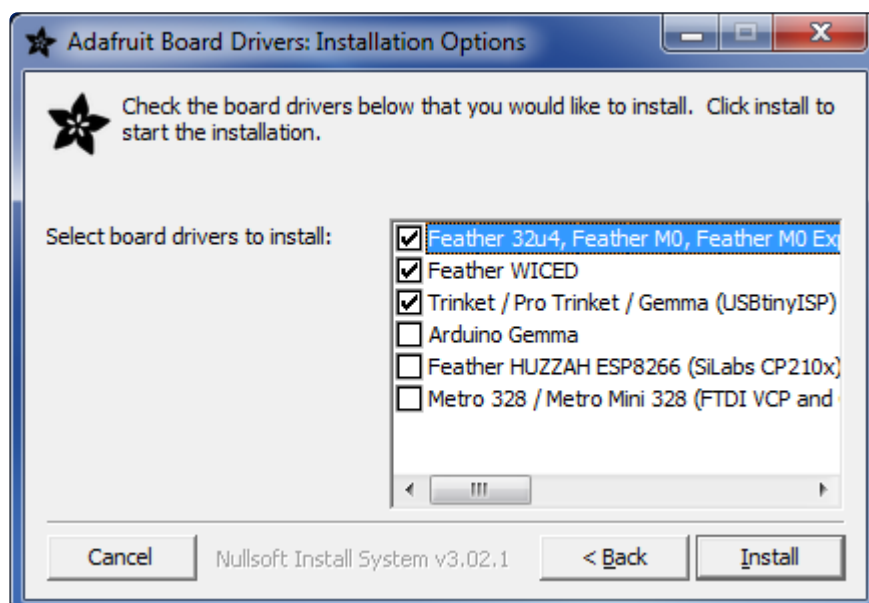 Adafruit Board Drivers: Installation Options
Check the board drivers below that you would like to install.  Click install to
start the installation.
Select board drivers to install:
Feather 32u4, Feather M0, Feather M0
Feather WICED
Trinket / Pro Trinket / Gemma (USBtinyISP)
Arduino Gemma
Feather HUZZAH ESP8266 (SiLabs CP210x)
Metro 328 / Metro Mini 328 (FTDI VCP and
Cancel
Nullsoft Install System v3.02.1
< Back
Install